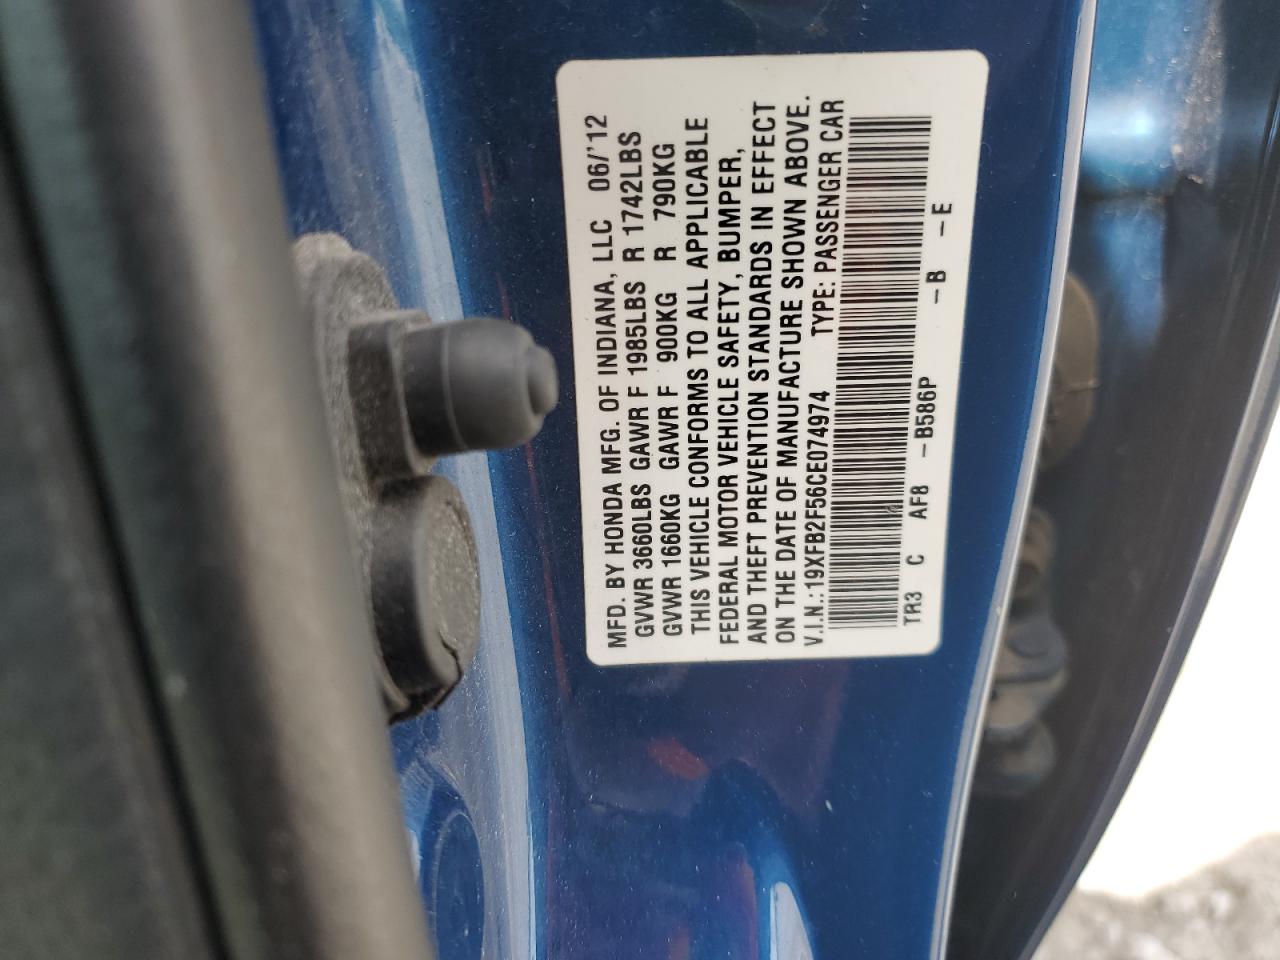 MFD. BY HONDA MFG. OF INDIANA, LLC 06/'12
GVWR 3660LBS GAWR F 1985LBS R 1742LBS
GVWR 1660KG GAWR F 900KG R 790KG
THIS VEHICLE CONFORMS TO ALL APPLICABLE
FEDERAL MOTOR VEHICLE SAFETY, BUMPER,
AND THEFT PREVENTION STANDARDS IN EFFECT
ON THE DATE OF MANUFACTURE SHOWN ABOVE.
V.I.N.:19XFB2F56CE074974 TYPE: PASSENGER CAR
TR3 C AF8 -B586P -B -E